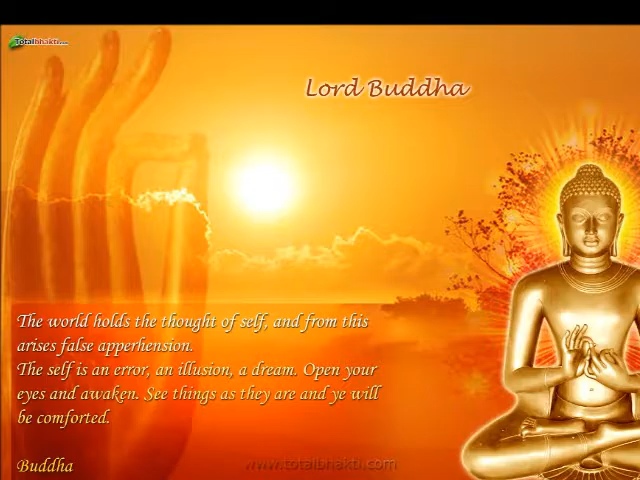 Totalbhakti.com
Lord Buddha
The world holds the thought of self, and from this
arises false apperhension.
The self is an error, an illusion, a dream. Open your
eyes and awaken. See things as they are and ye will
be comforted.
Buddha
www.totalbhakti.com